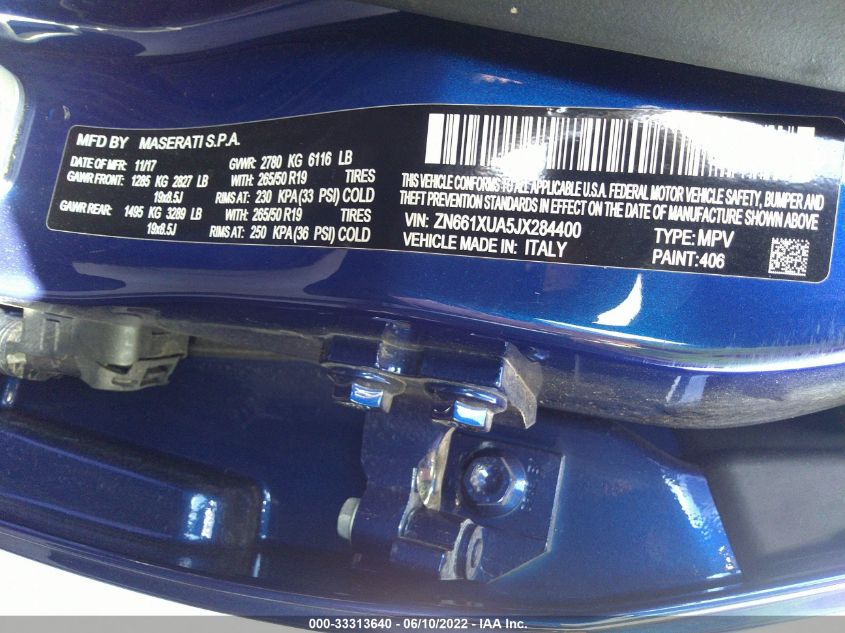 MFD BY MASERATI S.P.A.
DATE OF MFR: 11/17 GVWR: 2780 KG 6116 LB
GAWR FRONT: 1285 KG 2827 LB WITH: 265/50 R19 TIRES
19x8.5J RIMS AT: 230 KPA (33 PSI) COLD
GAWR REAR: 1495 KG 3289 LB WITH: 265/50 R19 TIRES
19x8.5J RIMS AT: 250 KPA (36 PSI) COLD
THIS VEHICLE CONFORMS TO ALL APPLICABLE U.S.A. FEDERAL MOTOR VEHICLE SAFETY, BUMPER AND
THEFT PREVENTION STANDARDS IN EFFECT ON THE DATE OF MANUFACTURE SHOWN ABOVE
VIN: ZN661XUA5JX284400 TYPE: MPV
VEHICLE MADE IN: ITALY PAINT: 406
000-33313640 - 06/10/2022 - IAA Inc.